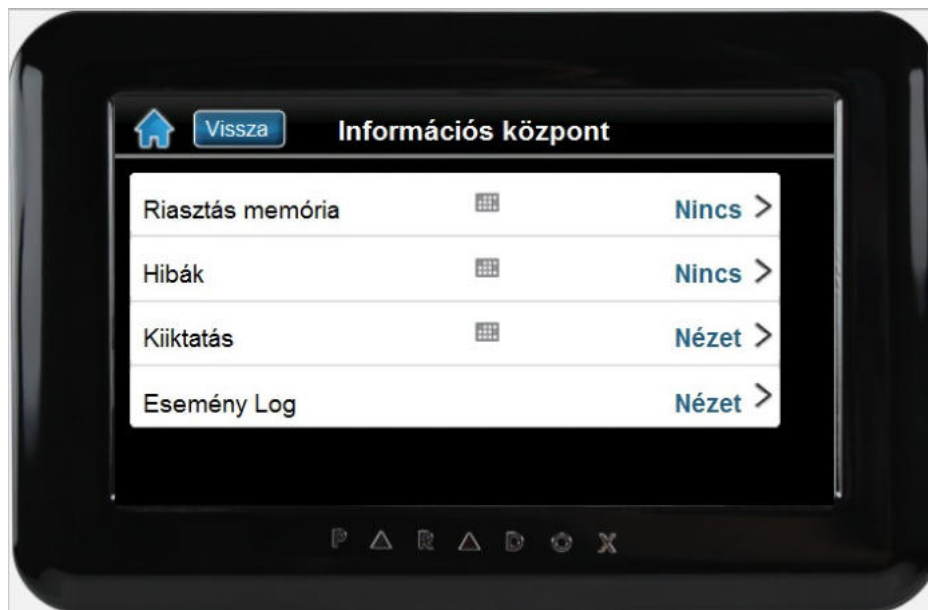 Vissza
Információs központ
Riasztás memória Nincs >
Hibák Nincs >
Kiiktatás Nézet >
Esemény Log Nézet >
PARADOX